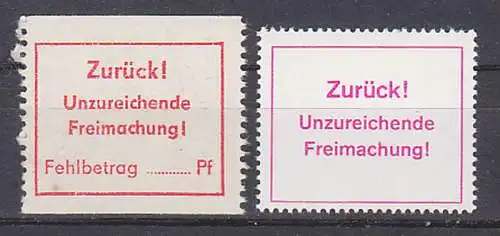 Zurück!
Unzureichende
Freimachung!
Fehlbetrag ........... Pf
Zurück!
Unzureichende
Freimachung!